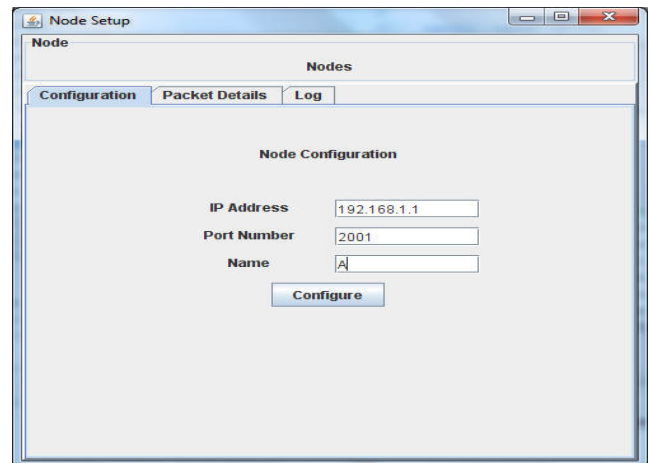 Node Setup
Node
Nodes
Configuration Packet Details Log
Node Configuration
IP Address 192.168.1.1
Port Number 2001
Name A
Configure